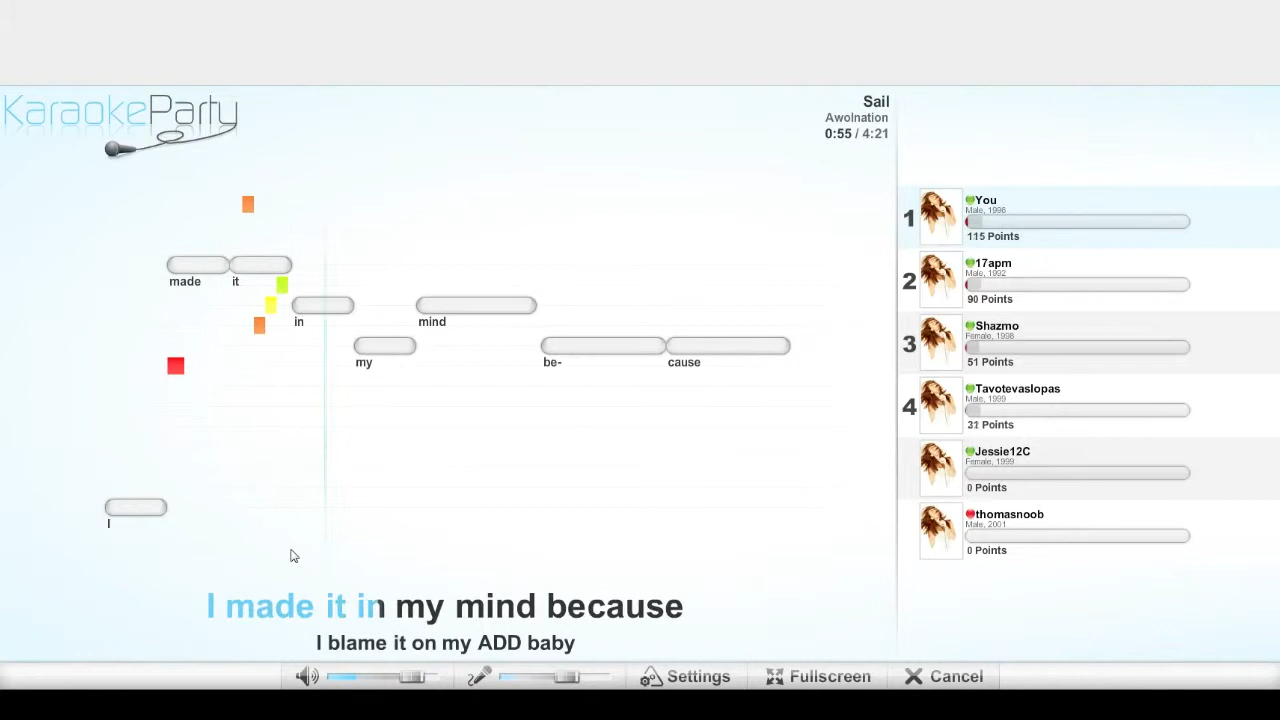 KaraokeParty
Sail
Awolnation
0:55 / 4:21
made it
in mind
my be- cause
I
1 You
Male, 1996
115 Points
2 17apm
Male, 1992
90 Points
3 Shazmo
Female, 1998
51 Points
4 Tavotevaslopas
Male, 1999
31 Points
Jessie12C
Female, 1999
0 Points
thomasnoob
Male, 2001
0 Points
I made it in my mind because
I blame it on my ADD baby
Settings Fullscreen Cancel